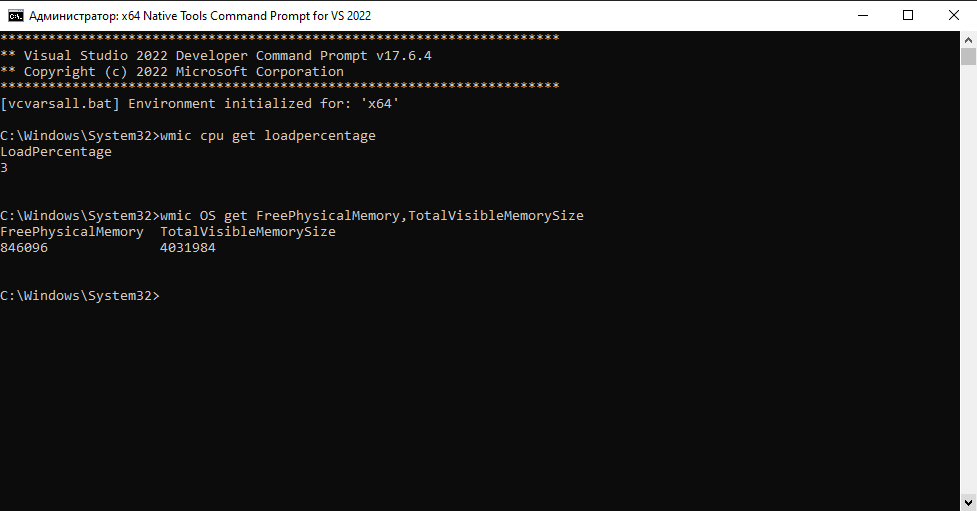 Администратор: x64 Native Tools Command Prompt for VS 2022
**********************************************************************
** Visual Studio 2022 Developer Command Prompt v17.6.4
** Copyright (c) 2022 Microsoft Corporation
**********************************************************************
[vcvarsall.bat] Environment initialized for: 'x64'
C:\Windows\System32>wmic cpu get loadpercentage
LoadPercentage
3
C:\Windows\System32>wmic OS get FreePhysicalMemory,TotalVisibleMemorySize
FreePhysicalMemory  TotalVisibleMemorySize
846096              4031984
C:\Windows\System32>